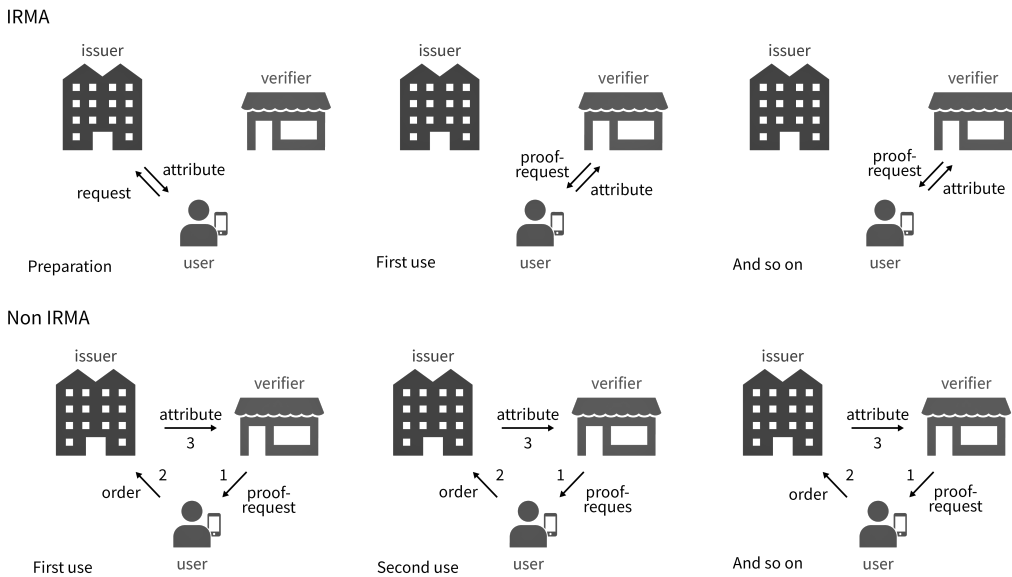 IRMA
issuer
verifier
attribute
request
user
Preparation
issuer
verifier
proof-
request
attribute
user
First use
issuer
verifier
proof-
request
attribute
user
And so on
Non IRMA
issuer
verifier
attribute
3
2
1
order
proof-
request
user
First use
issuer
verifier
attribute
3
2
1
order
proof-
reques
user
Second use
issuer
verifier
attribute
3
2
1
order
proof-
request
user
And so on